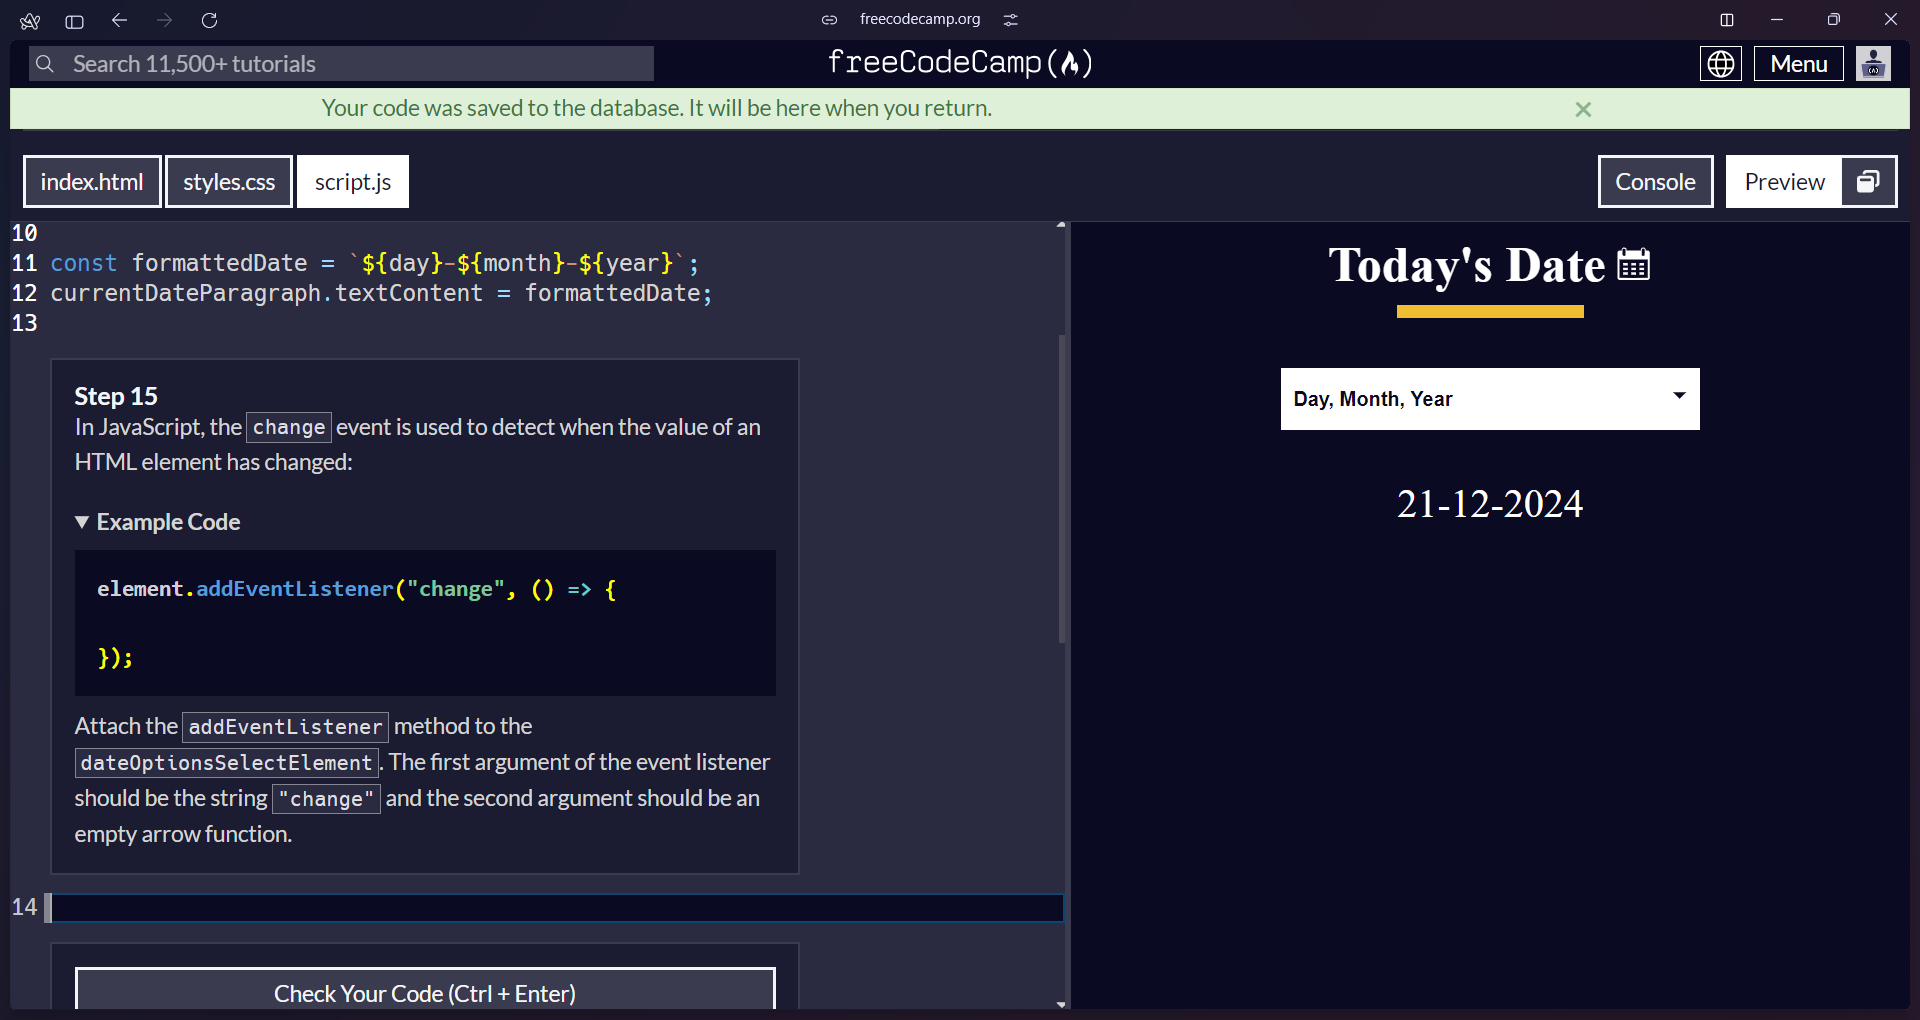 freecodecamp.org
Search 11,500+ tutorials
freeCodeCamp
Menu
Your code was saved to the database. It will be here when you return.
index.html
styles.css
script.js
Console
Preview
10
11 const formattedDate = `${day}-${month}-${year}`;
12 currentDateParagraph.textContent = formattedDate;
13
Step 15
In JavaScript, the change event is used to detect when the value of an
HTML element has changed:
Example Code
element.addEventListener("change", () => {
});
Attach the addEventListener method to the
dateOptionsSelectElement. The first argument of the event listener
should be the string "change" and the second argument should be an
empty arrow function.
14
Check Your Code (Ctrl + Enter)
Today's Date
Day, Month, Year
21-12-2024